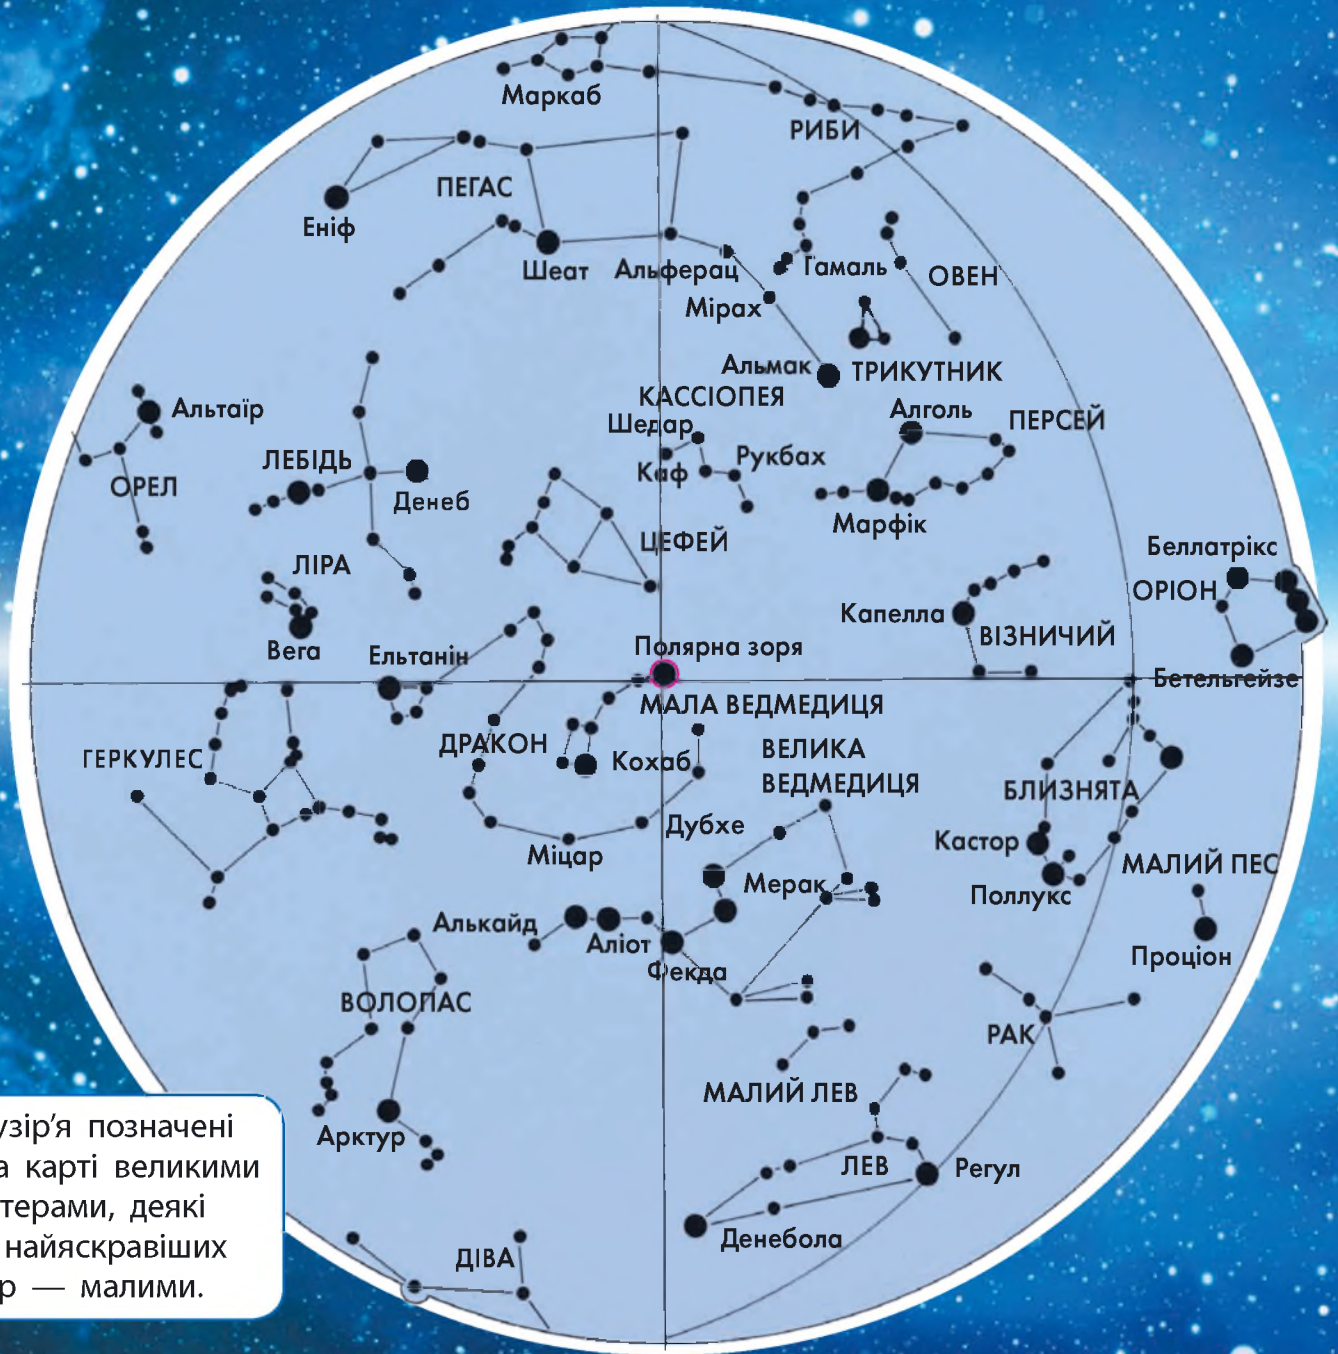 Маркаб
РИБИ
ПЕГАС
Еніф
Шеат
Альферац
Гамаль
ОВЕН
Мірах
Альмак
ТРИКУТНИК
КАССІОПЕЯ
Альтаїр
Шедар
Алголь
ПЕРСЕЙ
ЛЕБІДЬ
Каф
Рукбах
ОРЕЛ
Денеб
Марфік
ЦЕФЕЙ
Беллатрікс
ЛІРА
ОРІОН
Капелла
ВІЗНИЧИЙ
Вега
Ельтанін
Полярна зоря
Бетельгейзе
МАЛА ВЕДМЕДИЦЯ
ГЕРКУЛЕС
ДРАКОН
Кохаб
ВЕЛИКА
ВЕДМЕДИЦЯ
БЛИЗНЯТА
Дубхе
Міцар
Кастор
МАЛИЙ ПЕС
Мерак
Поллукс
Алькайд
Аліот
Фекда
Проціон
ВОЛОПАС
РАК
МАЛИЙ ЛЕВ
Арктур
ЛЕВ
Регул
Денебола
ДІВА
узір'я позначені
а карті великими
терами, деякі
найяскравіших
р — малими.